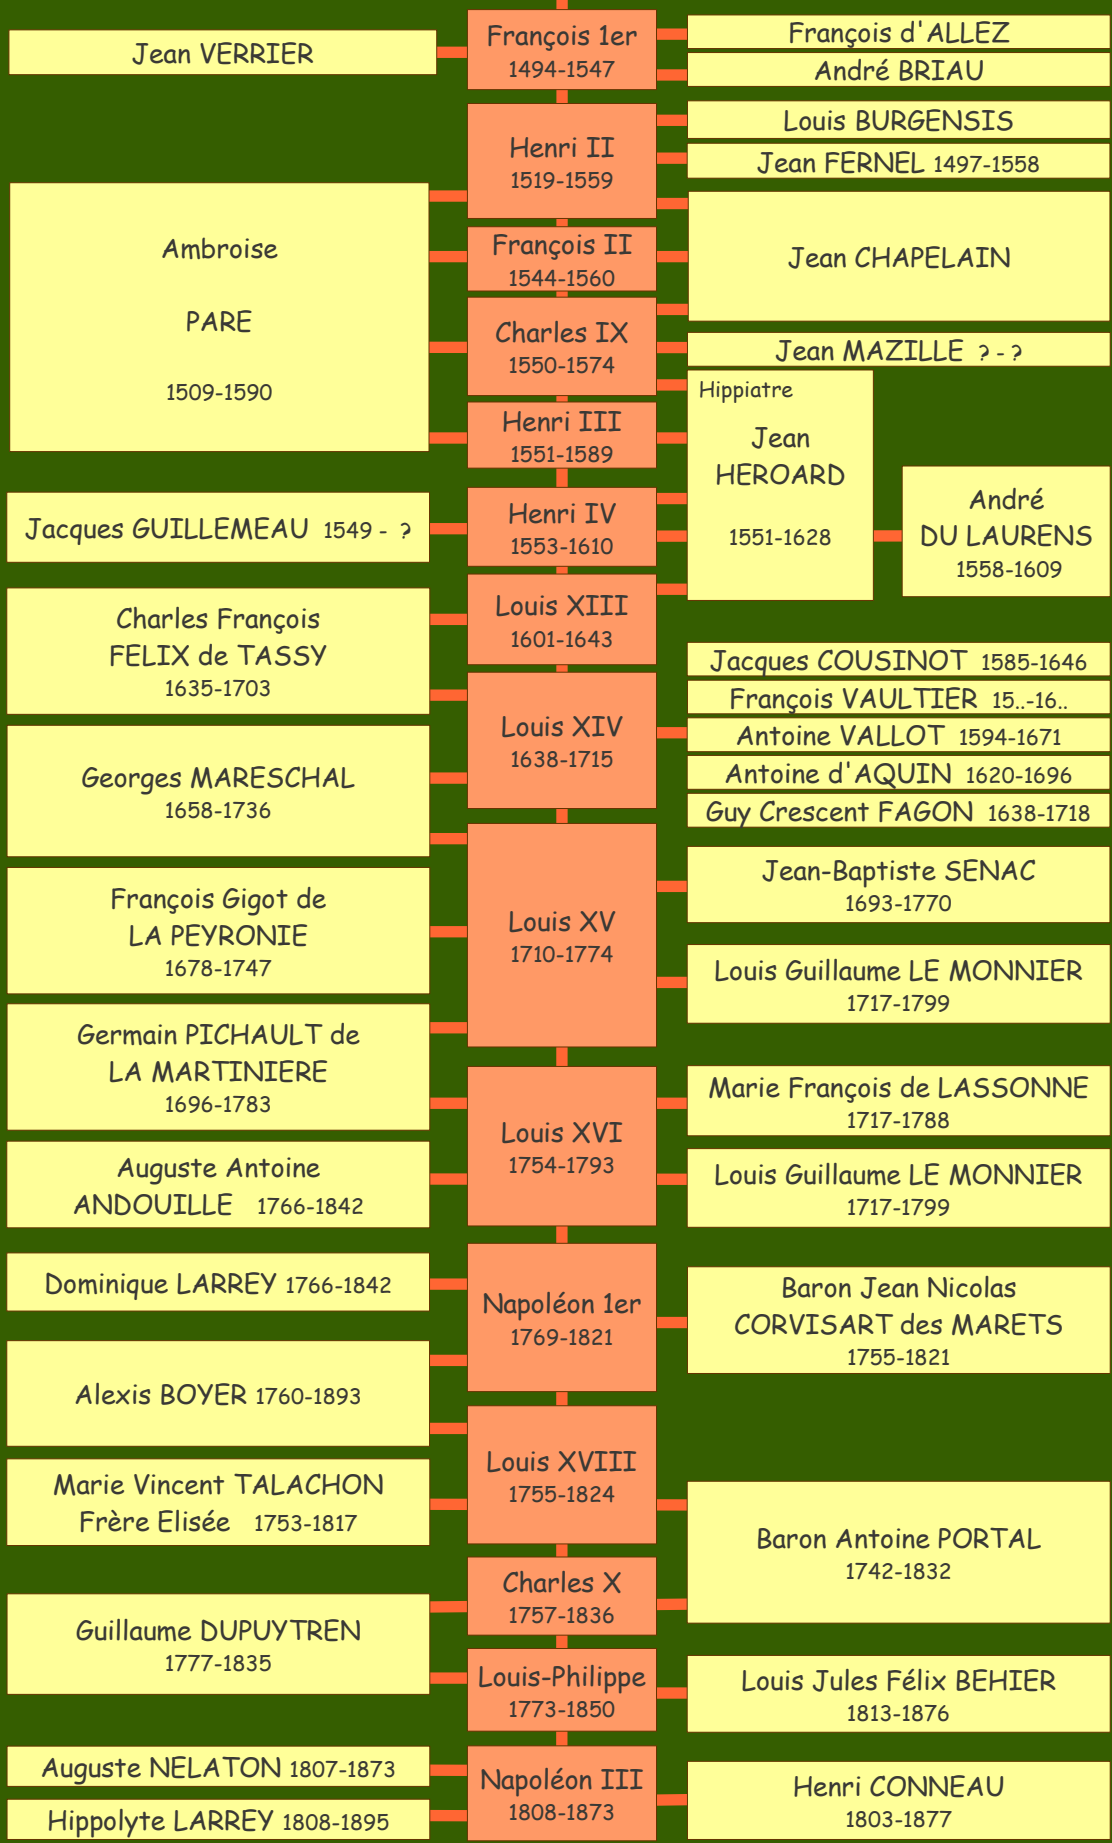 Jean VERRIER
François 1er
1494-1547
François d'ALLEZ
André BRIAU
Louis BURGENSIS
Henri II
1519-1559
Jean FERNEL 1497-1558
Ambroise
PARE
1509-1590
François II
1544-1560
Jean CHAPELAIN
Charles IX
1550-1574
Jean MAZILLE ? - ?
Henri III
1551-1589
Hippiatre
Jean
HEROARD
1551-1628
André
DU LAURENS
1558-1609
Jacques GUILLEMEAU 1549 - ?
Henri IV
1553-1610
Charles François
FELIX de TASSY
1635-1703
Louis XIII
1601-1643
Jacques COUSINOT 1585-1646
François VAULTIER 15..-16..
Louis XIV
1638-1715
Antoine VALLOT 1594-1671
Antoine d'AQUIN 1620-1696
Guy Crescent FAGON 1638-1718
Georges MARESCHAL
1658-1736
Jean-Baptiste SENAC
1693-1770
François Gigot de
LA PEYRONIE
1678-1747
Louis XV
1710-1774
Louis Guillaume LE MONNIER
1717-1799
Germain PICHAULT de
LA MARTINIERE
1696-1783
Louis XVI
1754-1793
Marie François de LASSONNE
1717-1788
Auguste Antoine
ANDOUILLE 1766-1842
Louis Guillaume LE MONNIER
1717-1799
Dominique LARREY 1766-1842
Napoléon 1er
1769-1821
Baron Jean Nicolas
CORVISART des MARETS
1755-1821
Alexis BOYER 1760-1893
Louis XVIII
1755-1824
Marie Vincent TALACHON
Frère Elisée 1753-1817
Baron Antoine PORTAL
1742-1832
Charles X
1757-1836
Guillaume DUPUYTREN
1777-1835
Louis-Philippe
1773-1850
Louis Jules Félix BEHIER
1813-1876
Auguste NELATON 1807-1873
Napoléon III
1808-1873
Henri CONNEAU
1803-1877
Hippolyte LARREY 1808-1895